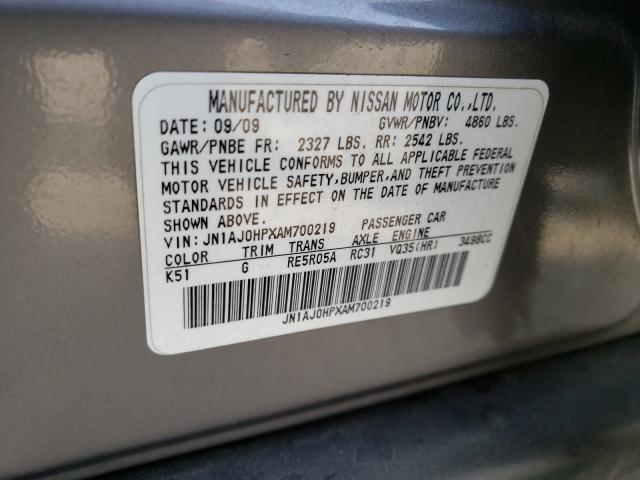 MANUFACTURED BY NISSAN MOTOR CO.,LTD.
DATE: 09/09 GVWR/PNBV: 4860 LBS.
GAWR/PNBE FR: 2327 LBS. RR: 2542 LBS.
THIS VEHICLE CONFORMS TO ALL APPLICABLE FEDERAL
MOTOR VEHICLE SAFETY,BUMPER,AND THEFT PREVENTION
STANDARDS IN EFFECT ON THE DATE OF MANUFACTURE
SHOWN ABOVE.
VIN: JN1AJ0HPXAM700219 PASSENGER CAR
COLOR TRIM TRANS AXLE ENGINE
K51 G RE5R05A RC31 VQ35(HR) 3498CC
JN1AJ0HPXAM700219